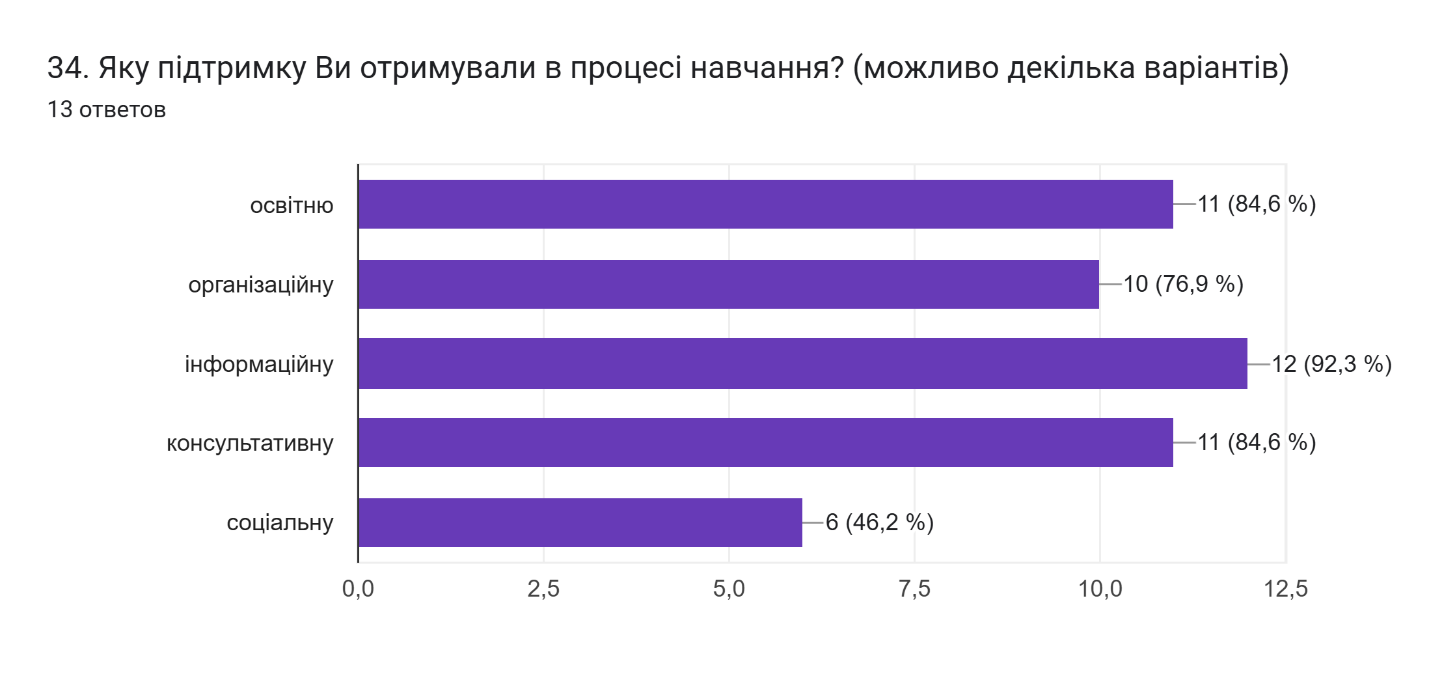 34. Яку підтримку Ви отримували в процесі навчання? (можливо декілька варіантів)
13 ответов
освітню 11 (84,6 %)
організаційну 10 (76,9 %)
інформаційну 12 (92,3 %)
консультативну 11 (84,6 %)
соціальну 6 (46,2 %)
0,0 2,5 5,0 7,5 10,0 12,5